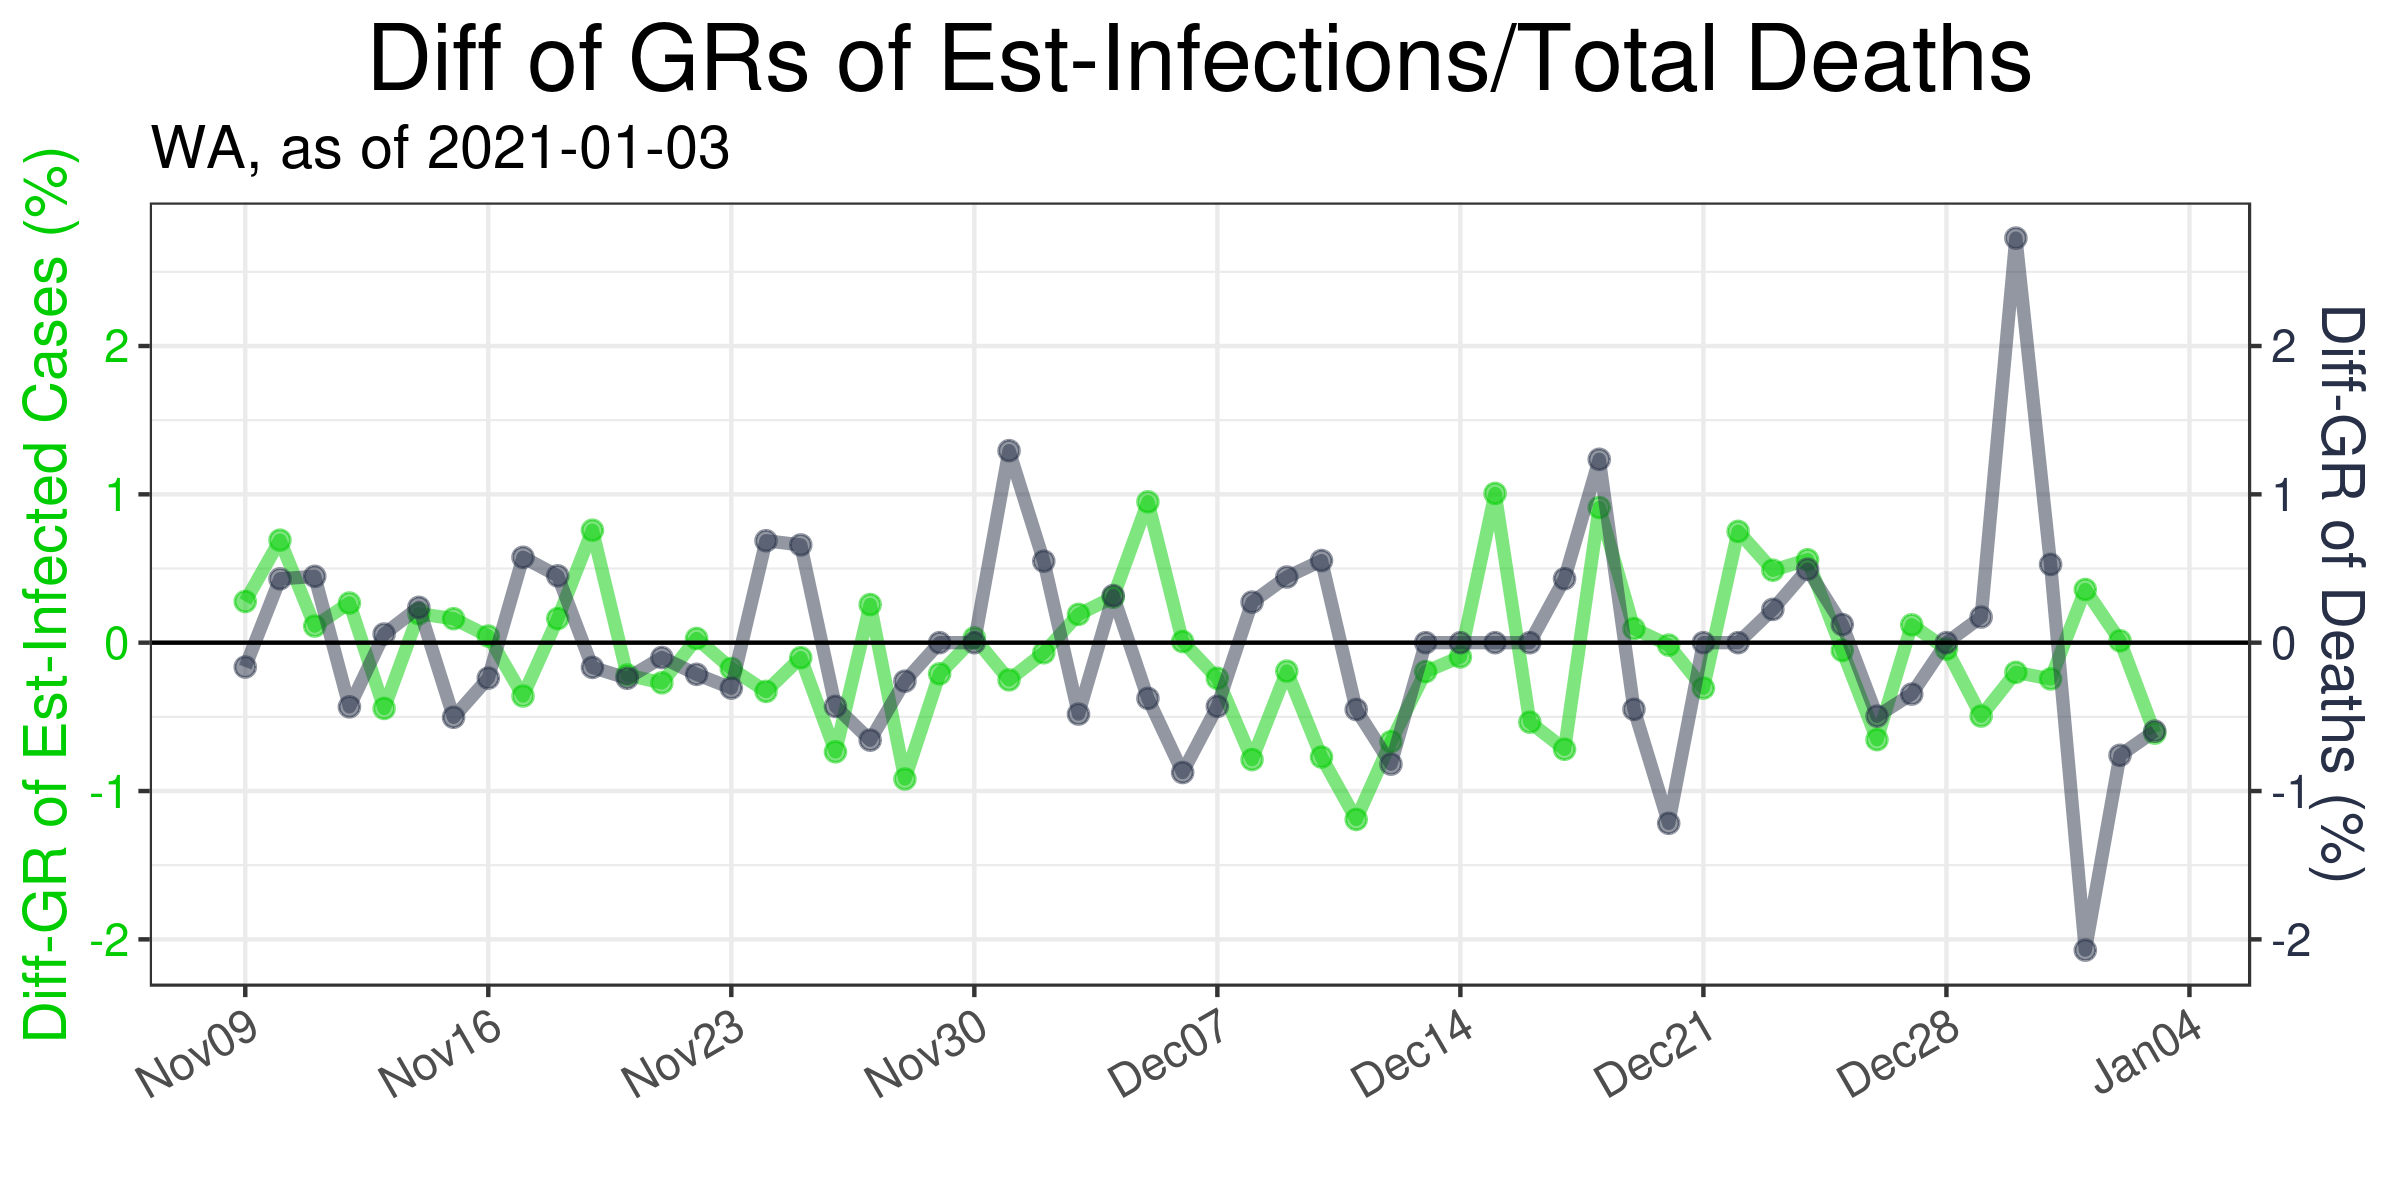 Diff of GRs of Est-Infections/Total Deaths
WA, as of 2021-01-03
Diff-GR of Est-Infected Cases (%)
2
1
0
-1
-2
2
1
0
-1
-2
Diff-GR of Deaths (%)
Nov09
Nov16
Nov23
Nov30
Dec07
Dec14
Dec21
Dec28
Jan04